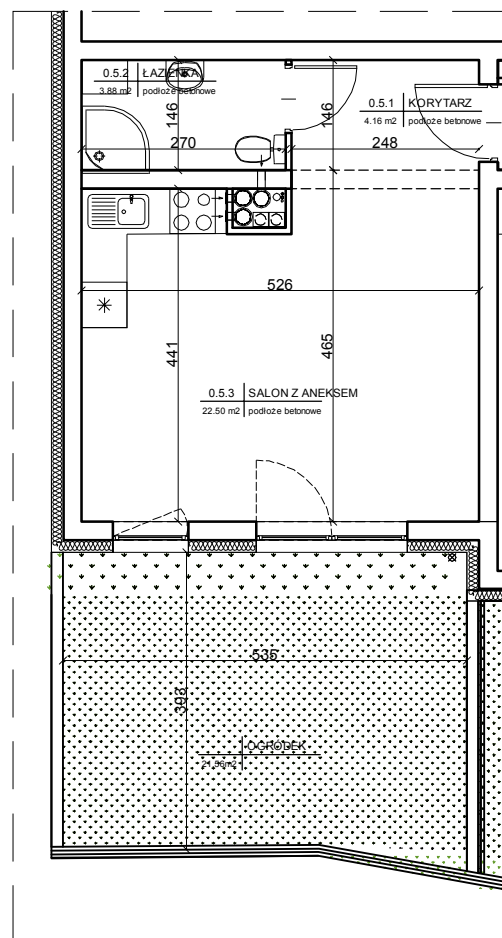 0.5.2 ŁAZIENKA
3.88 m2 podłoże betonowe
146
270
146
0.5.1 KORYTARZ
4.16 m2 podłoże betonowe
248
526
441
465
0.5.3 SALON Z ANEKSEM
22.50 m2 podłoże betonowe
535
393
OGRÓDEK
21.56m2